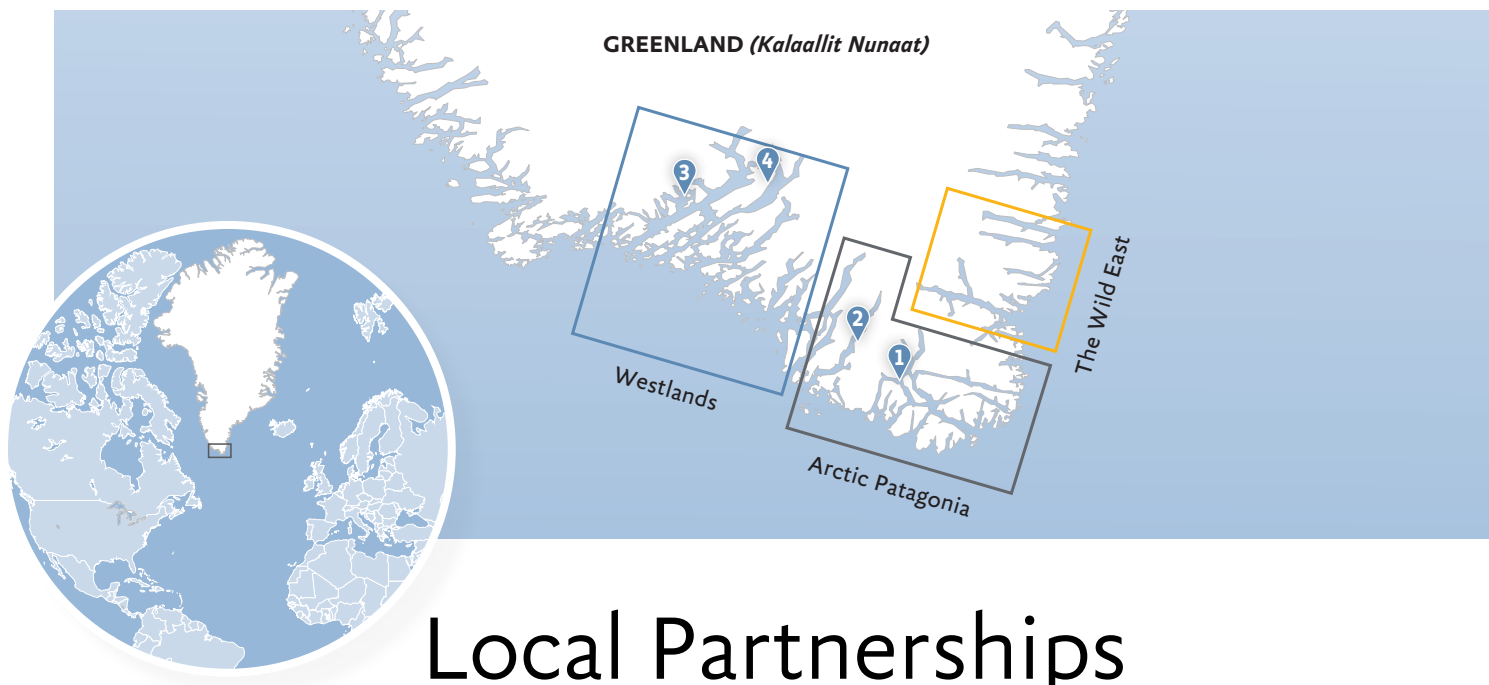 GREENLAND (Kalaallit Nunaat)
3
4
2
1
The Wild East
Westlands
Arctic Patagonia
Local Partnerships